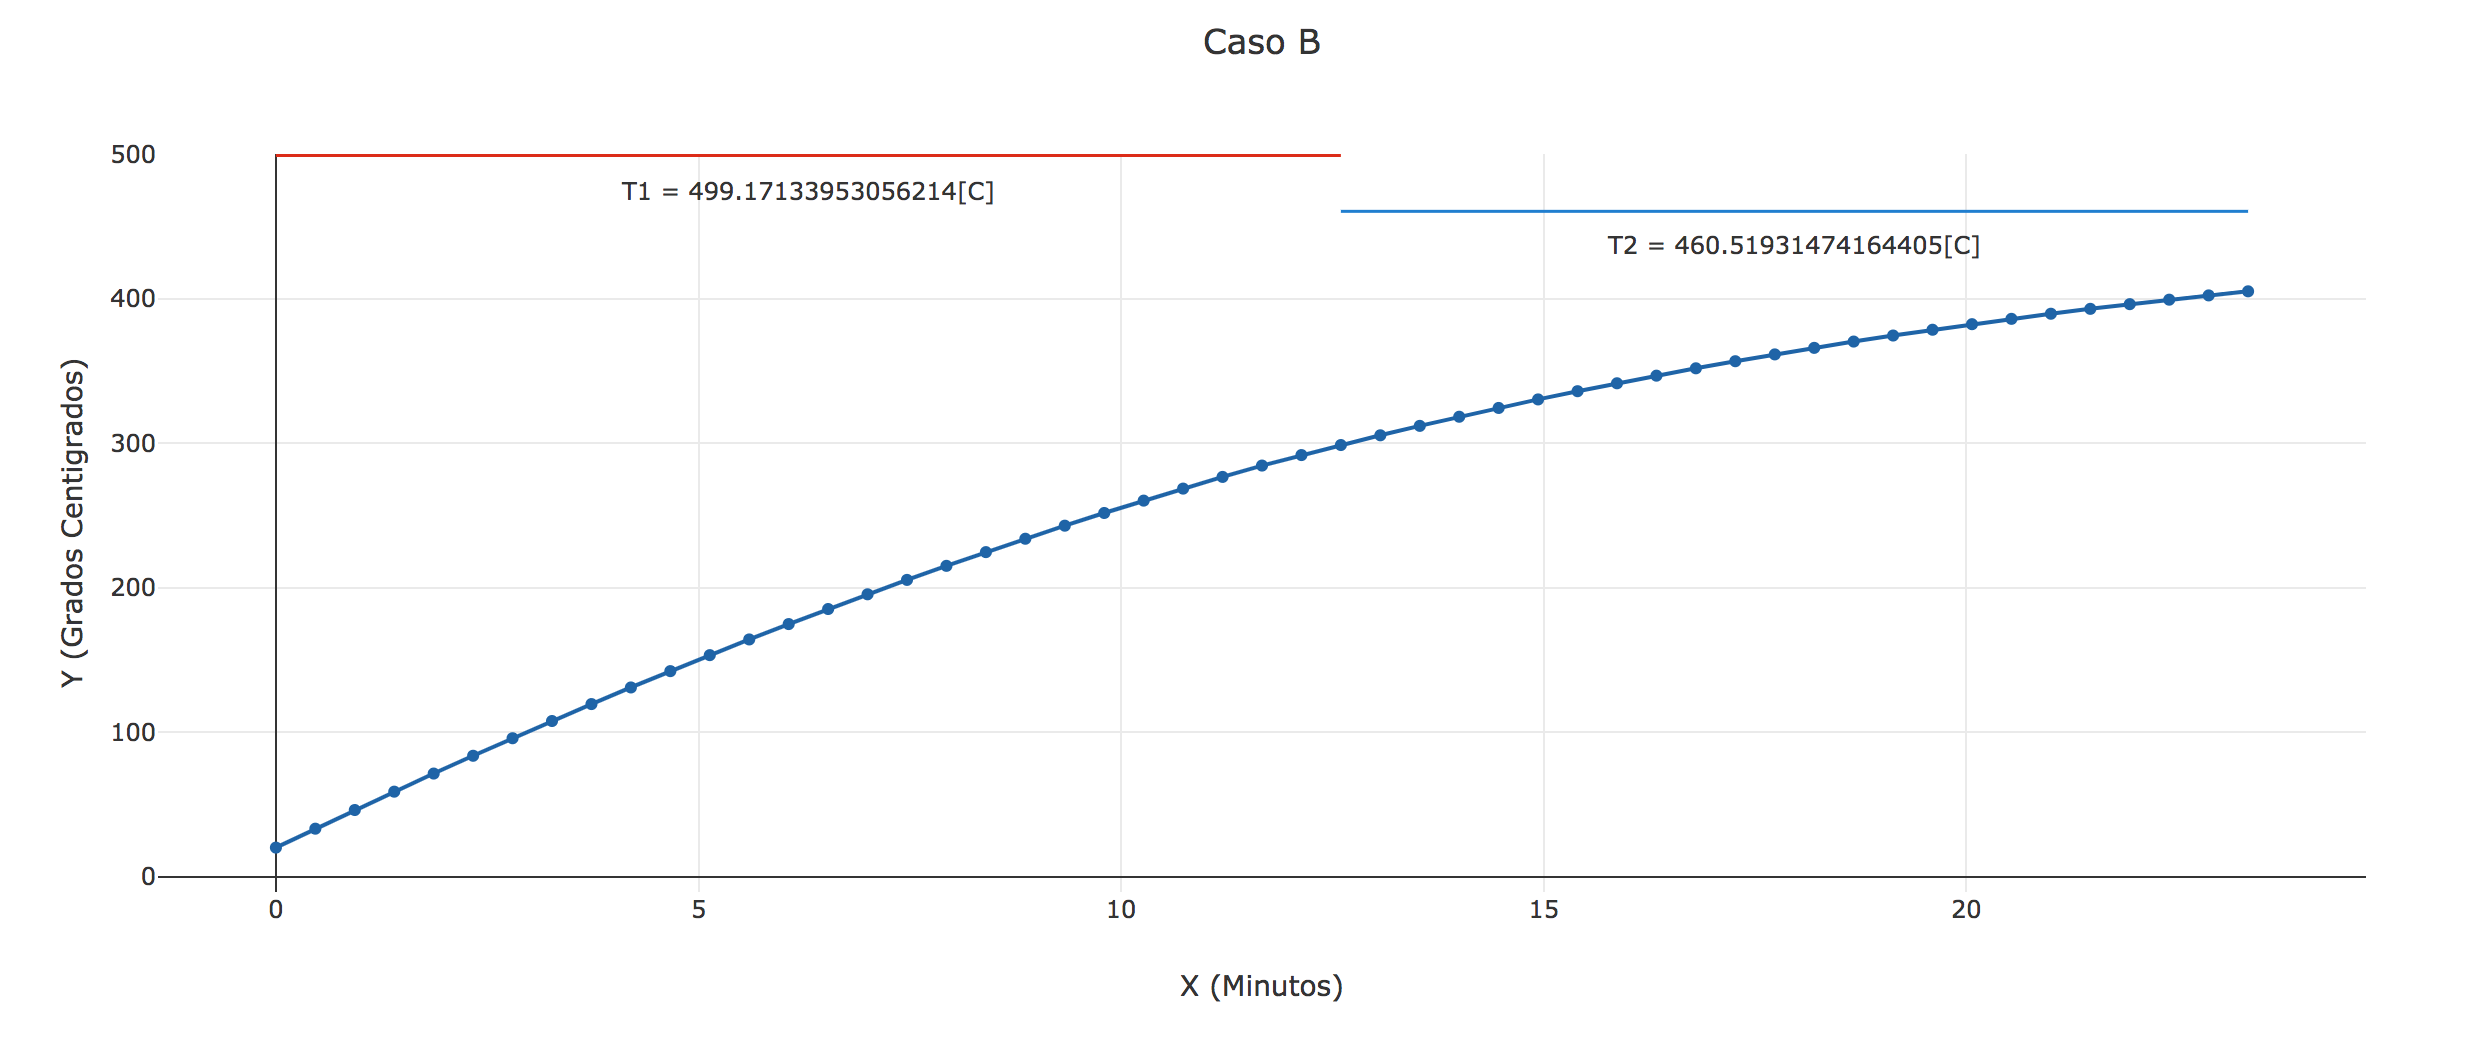 Caso B
500
T1 = 499.17133953056214[C]
T2 = 460.51931474164405[C]
400
300
200
100
0
Y (Grados Centigrados)
0 5 10 15 20
X (Minutos)